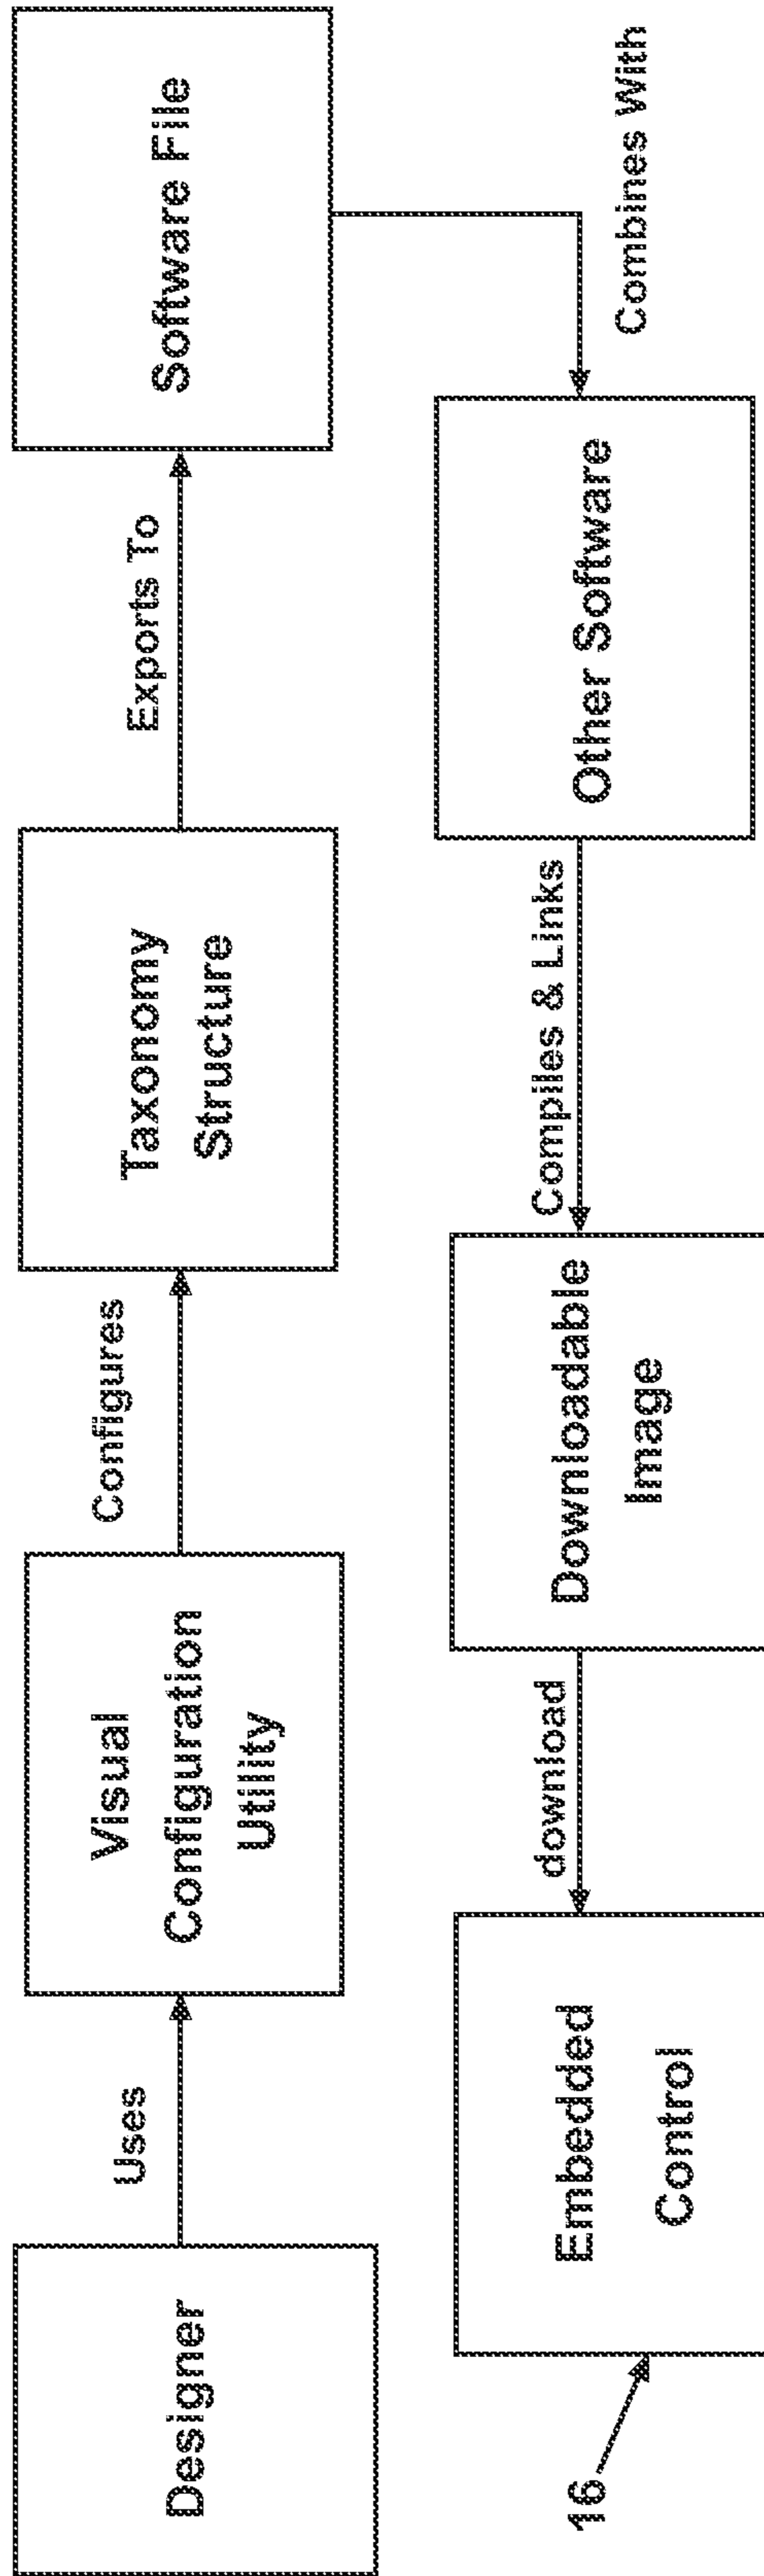 Designer
Uses
Visual
Configuration
Utility
Configures
Taxonomy
Structure
Exports To
Software File
Combines With
Other Software
Compiles & Links
Downloadable
Image
download
Embedded
Control
16